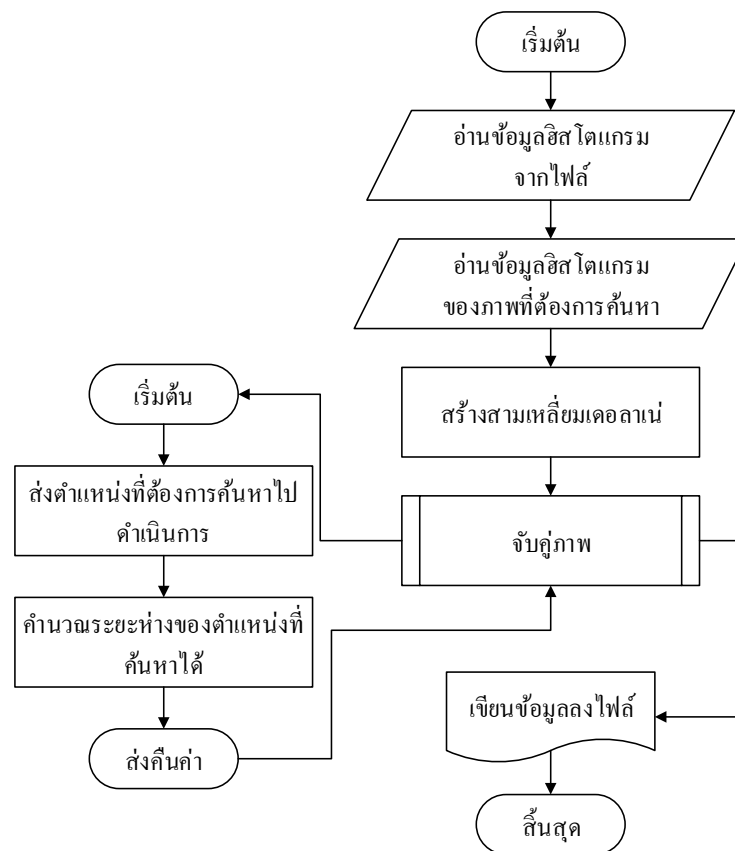 เริ่มต้น
อ่านข้อมูลฮิสโตแกรม
จากไฟล์
อ่านข้อมูลฮิสโตแกรม
ของภาพที่ต้องการค้นหา
สร้างสามเหลี่ยมเดอลาเน่
จับคู่ภาพ
เริ่มต้น
ส่งตำแหน่งที่ต้องการค้นหาไป
ดำเนินการ
คำนวณระยะห่างของตำแหน่งที่
ค้นหาได้
ส่งคืนค่า
เขียนข้อมูลลงไฟล์
สิ้นสุด